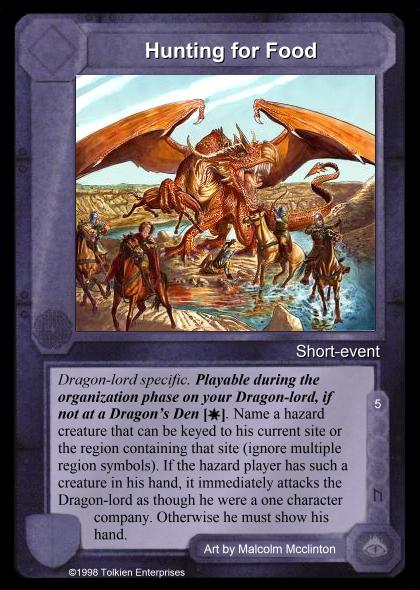 Hunting for Food
Short-event
Dragon-lord specific. Playable during the
organization phase on your Dragon-lord, if
not at a Dragon's Den [✷]. Name a hazard
creature that can be keyed to his current site or
the region containing that site (ignore multiple
region symbols). If the hazard player has such a
creature in his hand, it immediately attacks the
Dragon-lord as though he were a one character
company. Otherwise he must show his
hand.
5
Art by Malcolm Mcclinton
©1998 Tolkien Enterprises